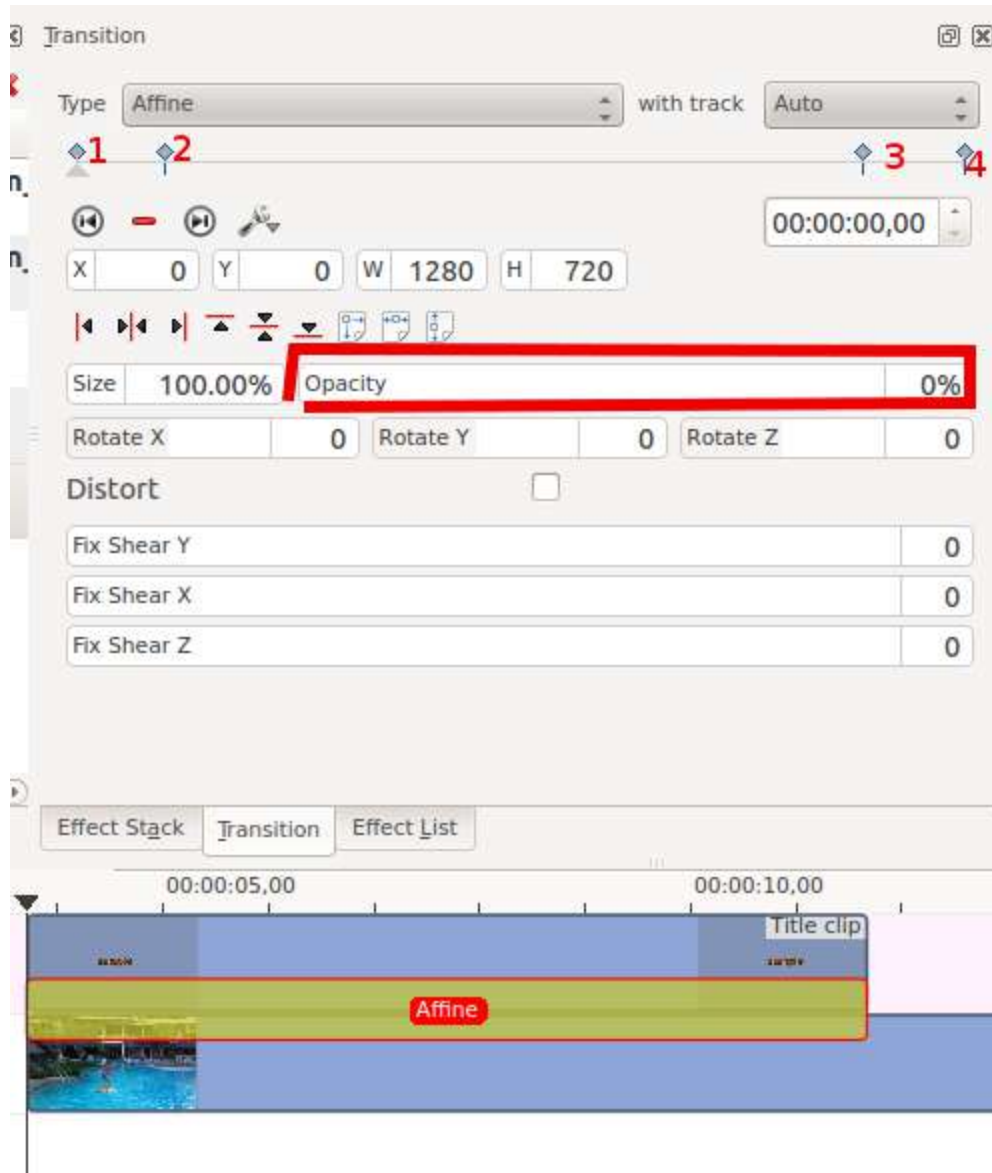 Transition
Type Affine with track Auto
1 2 3 4
00:00:00,00
X 0 Y 0 W 1280 H 720
Size 100.00% Opacity 0%
Rotate X 0 Rotate Y 0 Rotate Z 0
Distort
Fix Shear Y 0
Fix Shear X 0
Fix Shear Z 0
Effect Stack Transition Effect List
00:00:05,00 00:00:10,00
Title clip
Affine